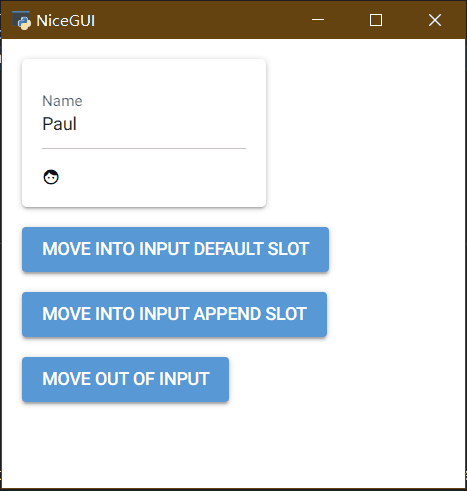 NiceGUI
Name
Paul
MOVE INTO INPUT DEFAULT SLOT
MOVE INTO INPUT APPEND SLOT
MOVE OUT OF INPUT